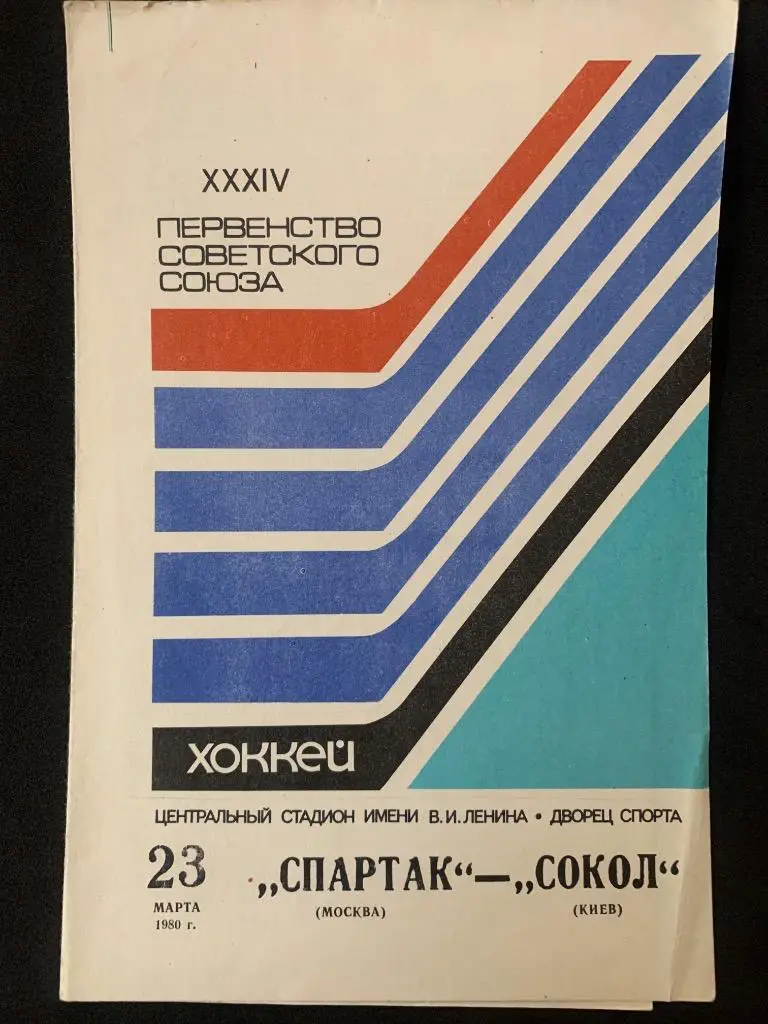 XXXIV
ПЕРВЕНСТВО
СОВЕТСКОГО
СОЮЗА
ХОККЕЙ
ЦЕНТРАЛЬНЫЙ СТАДИОН ИМЕНИ В.И.ЛЕНИНА • ДВОРЕЦ СПОРТА
23 „СПАРТАК“—„СОКОЛ“
МАРТА (МОСКВА) (КИЕВ)
1980 г.